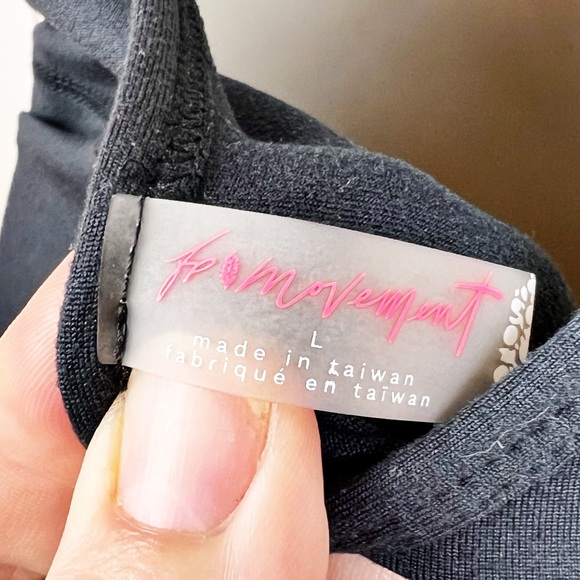 fp movement
L
made in taiwan
fabriqué en taïwan